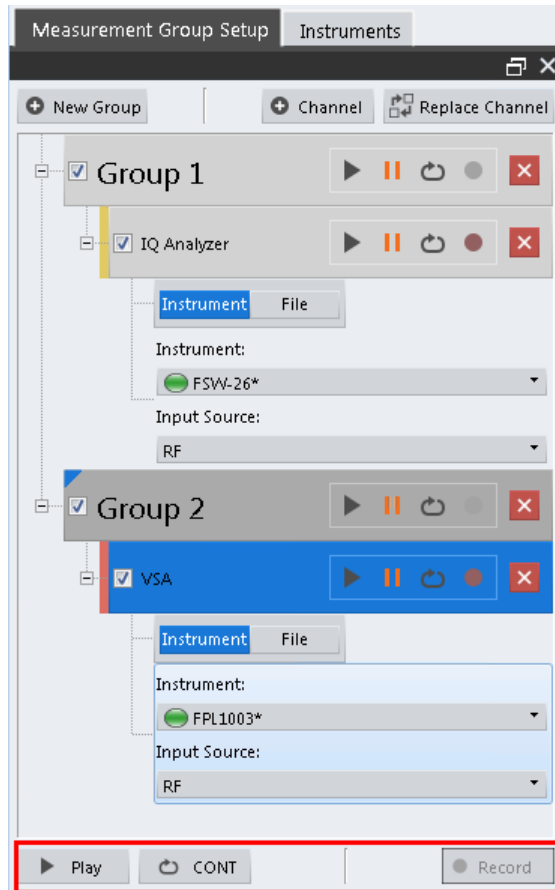 Measurement Group Setup Instruments
New Group Channel Replace Channel
Group 1
IQ Analyzer
Instrument File
Instrument:
FSW-26*
Input Source:
RF
Group 2
VSA
Instrument File
Instrument:
FPL1003*
Input Source:
RF
Play CONT Record